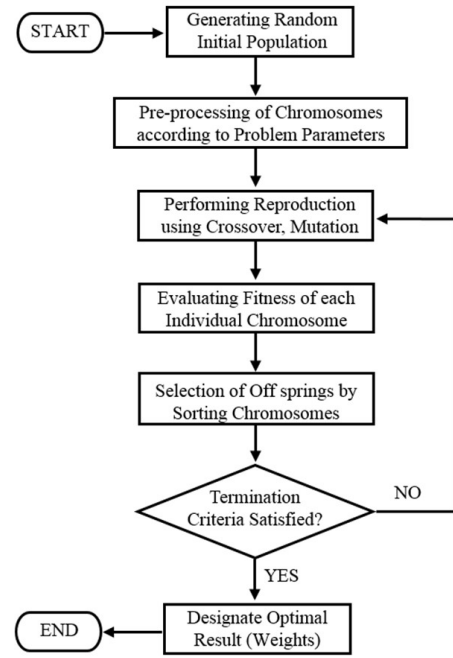 START
Generating Random
Initial Population
Pre-processing of Chromosomes
according to Problem Parameters
Performing Reproduction
using Crossover, Mutation
Evaluating Fitness of each
Individual Chromosome
Selection of Off springs by
Sorting Chromosomes
Termination
Criteria Satisfied?
NO
YES
Designate Optimal
Result (Weights)
END